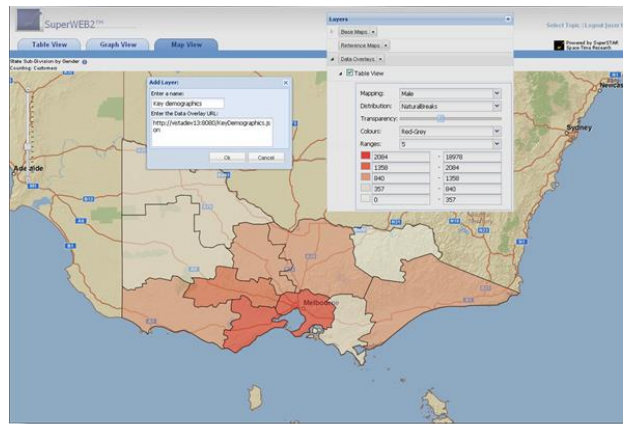 SuperWEB2™
Select Topic
Table View
Graph View
Map View
Powered by SuperSTAR
Space-Time Research
State Sub-Division by Gender
Counting: Customers
Layers
Base Maps
Reference Maps
Data Overlays
Table View
Mapping:
Male
Distribution:
NaturalBreaks
Transparency:
Colours:
Red-Grey
Ranges:
5
2084 - 18978
1358 - 2084
840 - 1358
357 - 840
0 - 357
Add Layer:
Enter a name:
Key demographics
Enter the Data Overlay URL:
http://vistadev13:8080/KeyDemographics.js
on
Ok
Cancel
Newcas
Sydney
Adelaide
Melbourne